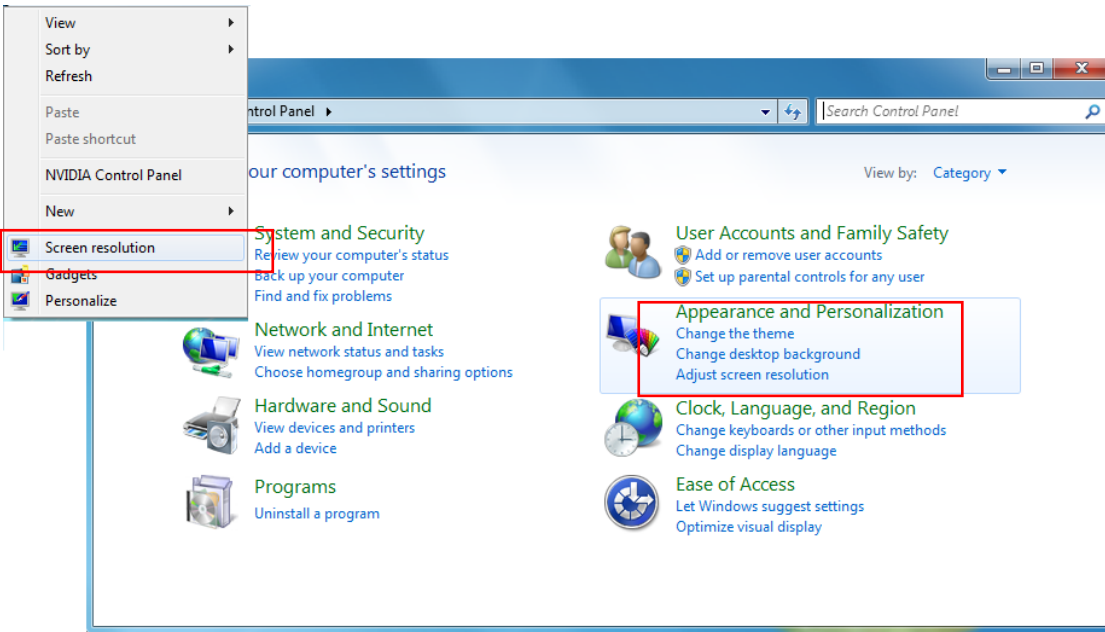 View
Sort by
Refresh
Paste
Paste shortcut
NVIDIA Control Panel
New
Screen resolution
Gadgets
Personalize
ntrol Panel
Search Control Panel
our computer's settings
View by: Category
System and Security
Review your computer's status
Back up your computer
Find and fix problems
Network and Internet
View network status and tasks
Choose homegroup and sharing options
Hardware and Sound
View devices and printers
Add a device
Programs
Uninstall a program
User Accounts and Family Safety
Add or remove user accounts
Set up parental controls for any user
Appearance and Personalization
Change the theme
Change desktop background
Adjust screen resolution
Clock, Language, and Region
Change keyboards or other input methods
Change display language
Ease of Access
Let Windows suggest settings
Optimize visual display